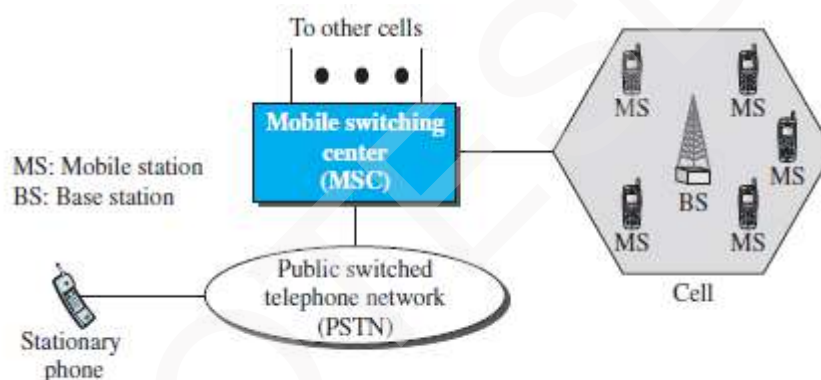 To other cells
Mobile switching
center
(MSC)
MS: Mobile station
BS: Base station
Public switched
telephone network
(PSTN)
Stationary
phone
MS
MS
MS
BS
MS
MS
Cell